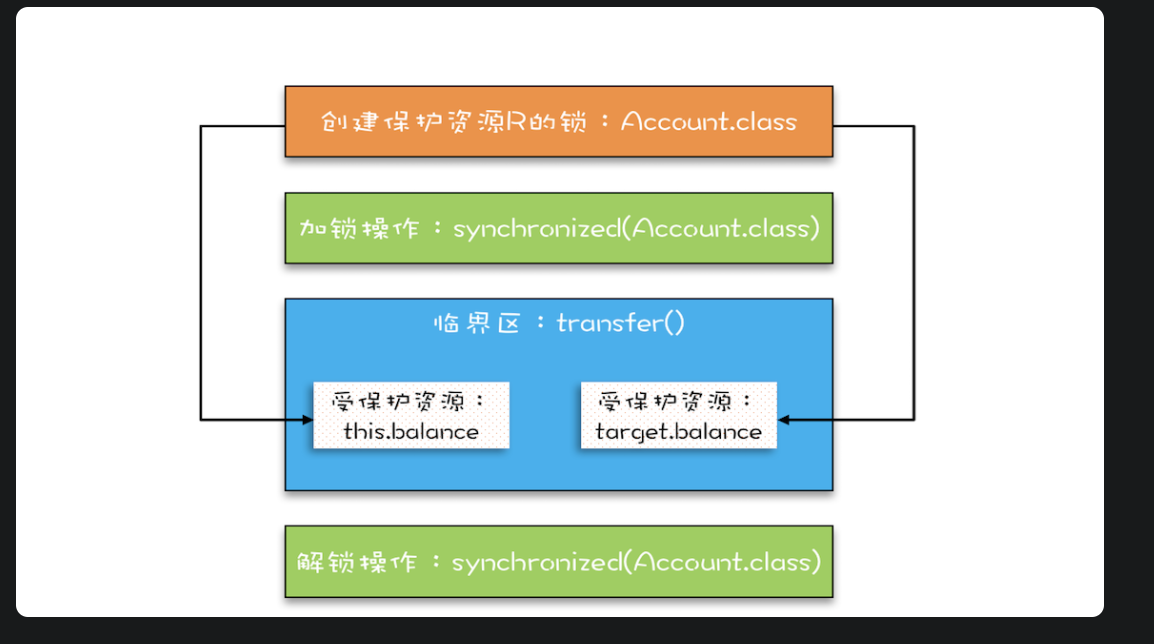 创建保护资源R的锁：Account.class
加锁操作：synchronized(Account.class)
临界区：transfer()
受保护资源：
this.balance
受保护资源：
target.balance
解锁操作：synchronized(Account.class)